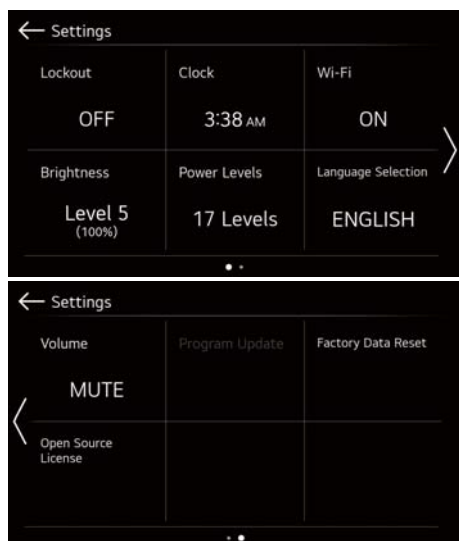 Settings
Lockout Clock Wi-Fi
OFF 3:38 AM ON
Brightness Power Levels Language Selection
Level 5 17 Levels ENGLISH
(100%)
Settings
Volume Program Update Factory Data Reset
MUTE
Open Source
License